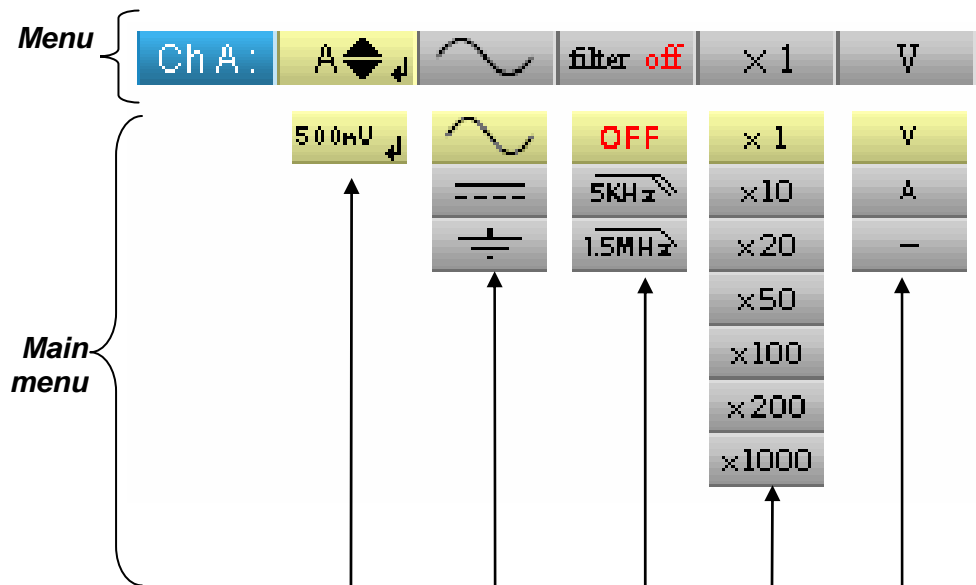 Menu
Ch A: A filter off ×1 V
Main menu
500mV OFF ×1 V
5KHz ×10 A
1.5MHz ×20 –
×50
×100
×200
×1000